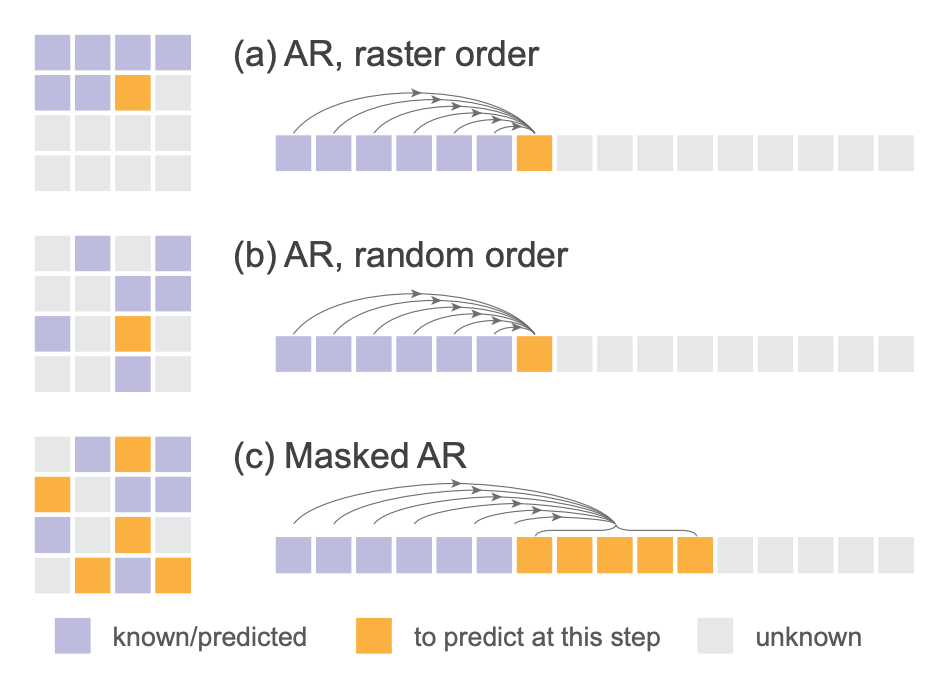 (a) AR, raster order
(b) AR, random order
(c) Masked AR
known/predicted to predict at this step unknown